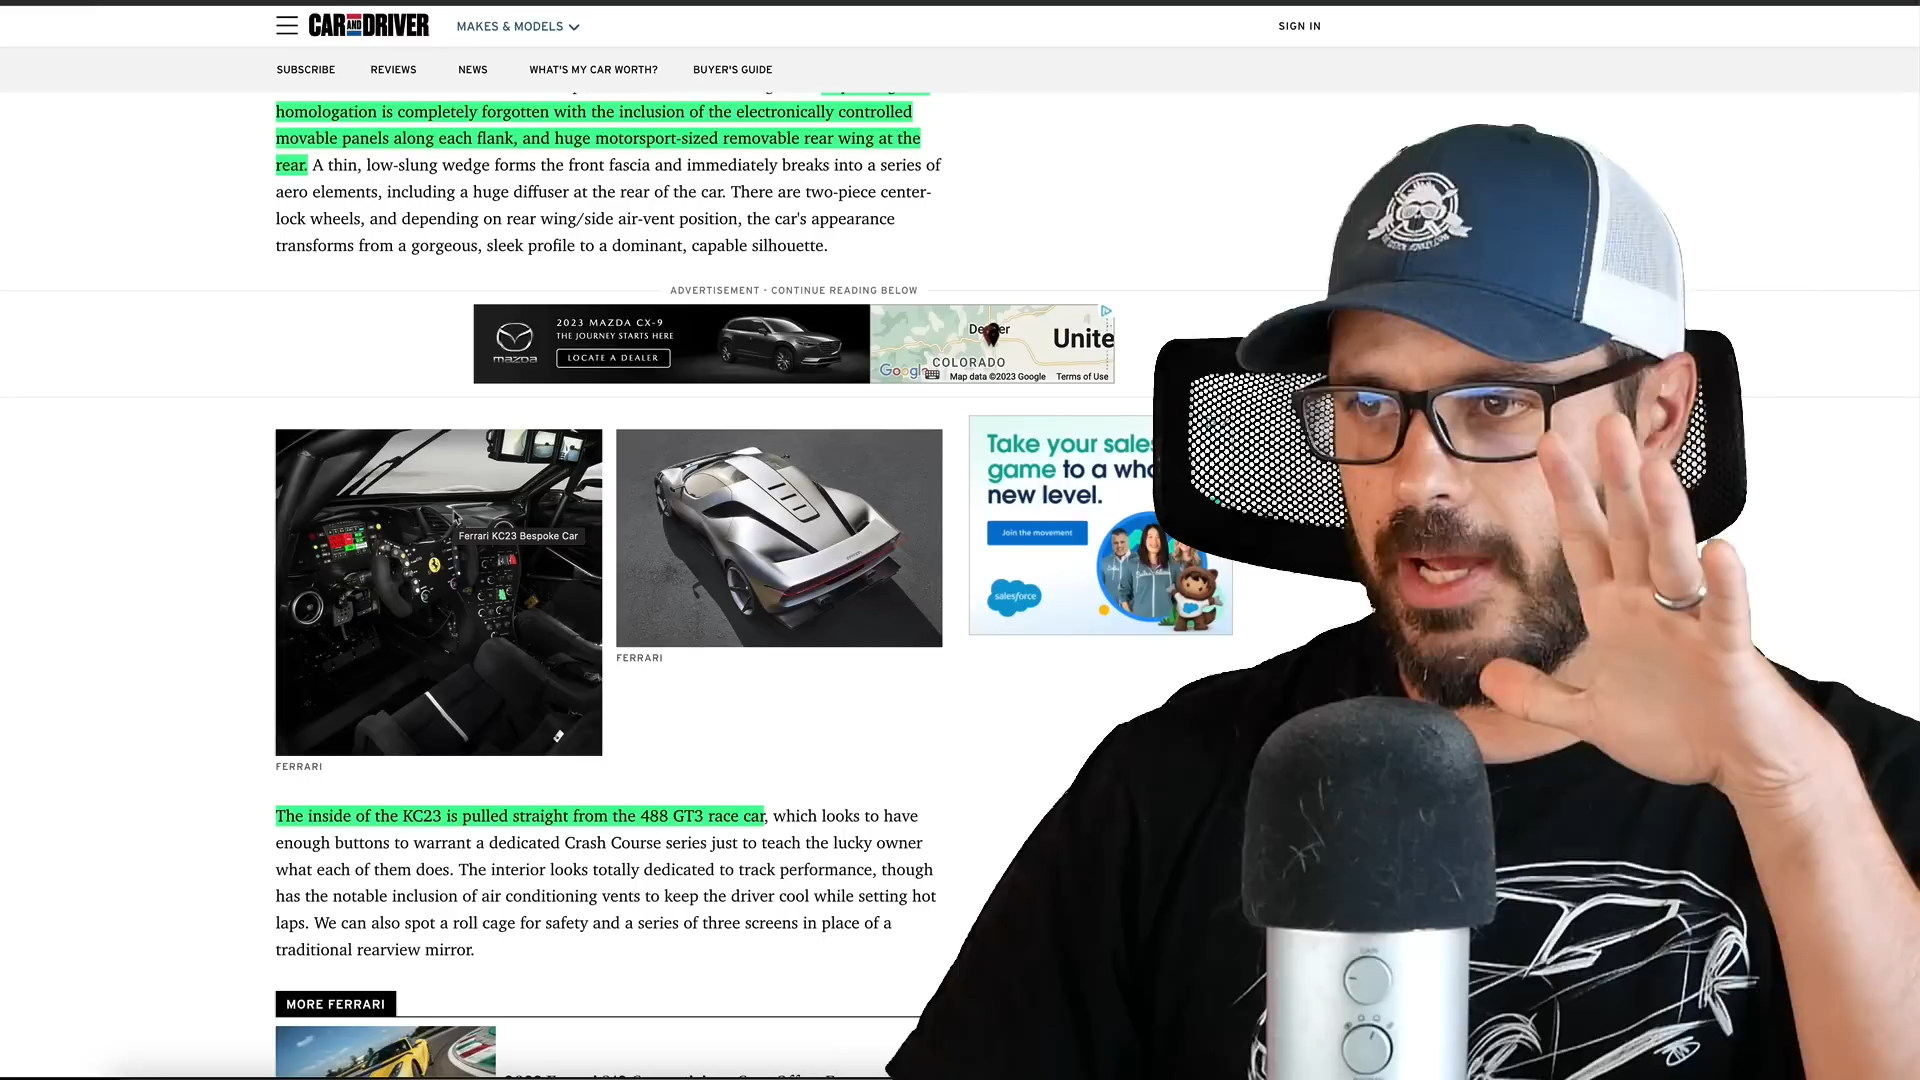 CAR AND DRIVER
MAKES & MODELS
SIGN IN
SUBSCRIBE
REVIEWS
NEWS
WHAT'S MY CAR WORTH?
BUYER'S GUIDE
homologation is completely forgotten with the inclusion of the electronically controlled
movable panels along each flank, and huge motorsport-sized removable rear wing at the
rear. A thin, low-slung wedge forms the front fascia and immediately breaks into a series of
aero elements, including a huge diffuser at the rear of the car. There are two-piece center-
lock wheels, and depending on rear wing/side air-vent position, the car's appearance
transforms from a gorgeous, sleek profile to a dominant, capable silhouette.
ADVERTISEMENT - CONTINUE READING BELOW
mazda
2023 MAZDA CX-9
THE JOURNEY STARTS HERE
LOCATE A DEALER
Denver
Unite
COLORADO
Google
Map data ©2023 Google
Terms of Use
Ferrari KC23 Bespoke Car
FERRARI
FERRARI
Take your sales
game to a who
new level.
Join the movement
salesforce
The inside of the KC23 is pulled straight from the 488 GT3 race car, which looks to have
enough buttons to warrant a dedicated Crash Course series just to teach the lucky owner
what each of them does. The interior looks totally dedicated to track performance, though
has the notable inclusion of air conditioning vents to keep the driver cool while setting hot
laps. We can also spot a roll cage for safety and a series of three screens in place of a
traditional rearview mirror.
MORE FERRARI
GAIN